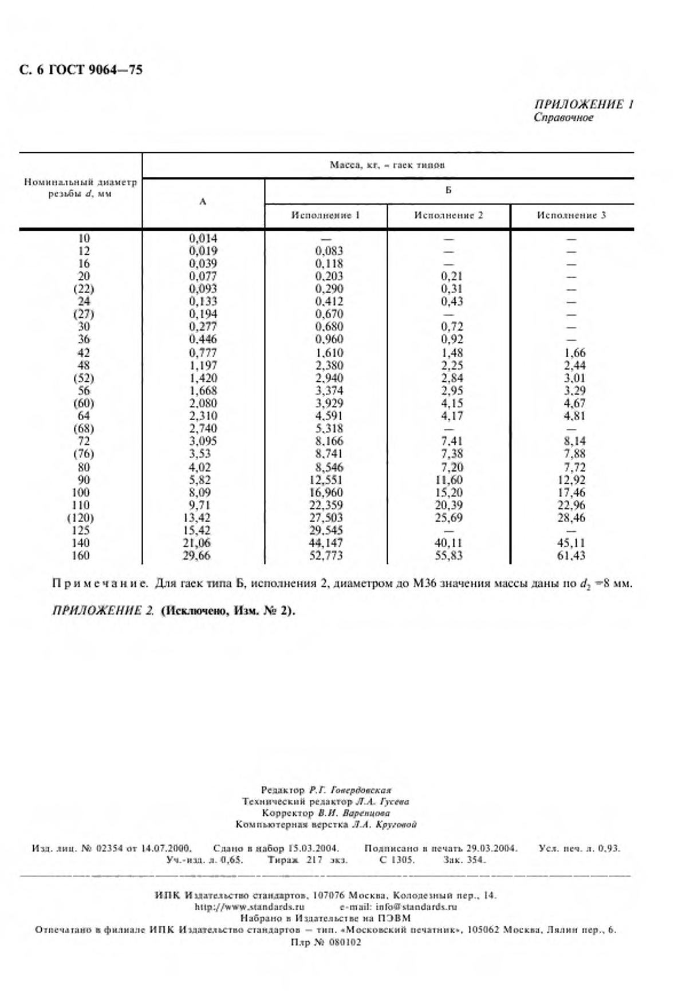 С. 6 ГОСТ 9064—75
ПРИЛОЖЕНИЕ 1
Справочное
Номинальный диаметр резьбы d, мм
Масса, кг, – гаек типов
А
Б
Исполнение 1 Исполнение 2 Исполнение 3
10 0,014 — — —
12 0,019 0,083 — —
16 0,039 0,118 — —
20 0,077 0,203 0,21 —
(22) 0,093 0,290 0,31 —
24 0,133 0,412 0,43 —
(27) 0,194 0,670 — —
30 0,277 0,680 0,72 —
36 0,446 0,960 0,92 —
42 0,777 1,610 1,48 1,66
48 1,197 2,380 2,25 2,44
(52) 1,420 2,940 2,84 3,01
56 1,668 3,374 2,95 3,29
(60) 2,080 3,929 4,15 4,67
64 2,310 4,591 4,17 4,81
(68) 2,740 5,318 — —
72 3,095 8,166 7,41 8,14
(76) 3,53 8,741 7,38 7,88
80 4,02 8,546 7,20 7,72
90 5,82 12,551 11,60 12,92
100 8,09 16,960 15,20 17,46
110 9,71 22,359 20,39 22,96
(120) 13,42 27,503 25,69 28,46
125 15,42 29,545 — —
140 21,06 44,147 40,11 45,11
160 29,66 52,773 55,83 61,43
Примечание. Для гаек типа Б, исполнения 2, диаметром до М36 значения массы даны по d₂ =8 мм.
ПРИЛОЖЕНИЕ 2. (Исключено, Изм. № 2).
Редактор Р.Г. Говердовская
Технический редактор Л.А. Гусева
Корректор В.И. Варенцова
Компьютерная верстка Л.А. Круговой
Изд. лиц. № 02354 от 14.07.2000. Сдано в набор 15.03.2004. Подписано в печать 29.03.2004. Усл. печ. л. 0,93.
Уч.-изд. л. 0,65. Тираж 217 экз. С 1305. Зак. 354.
ИПК Издательство стандартов, 107076 Москва, Колодезный пер., 14.
http://www.standards.ru e-mail: info@standards.ru
Набрано в Издательстве на ПЭВМ
Отпечатано в филиале ИПК Издательство стандартов — тип. «Московский печатник», 105062 Москва, Лялин пер., 6.
Плр № 080102